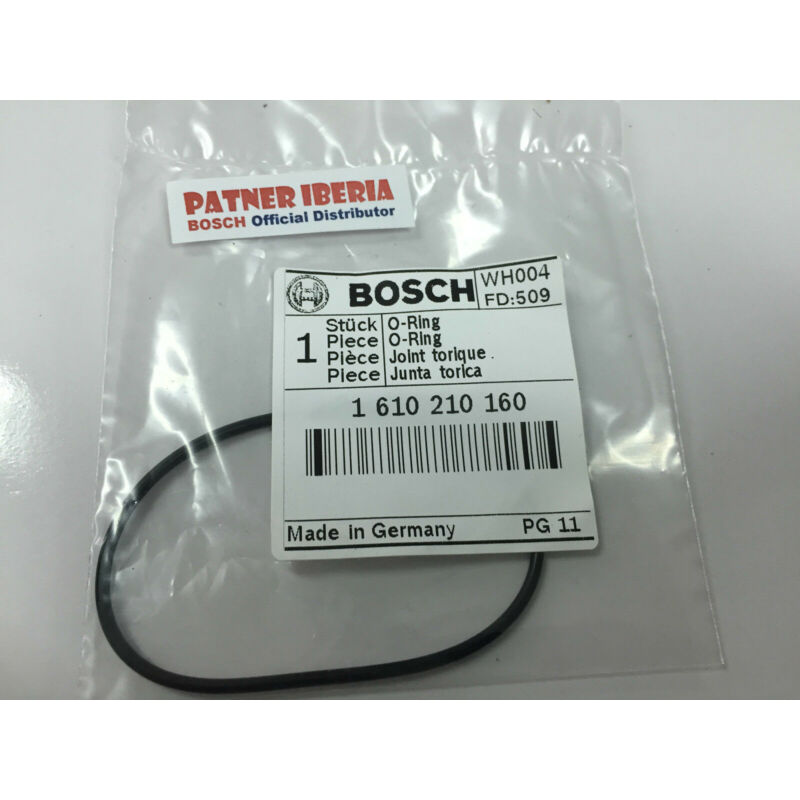 PATNER IBERIA
BOSCH Official Distributor
BOSCH
WH004
FD:509
1
Stück O-Ring
Piece O-Ring
Pièce Joint torique .
Piece Junta torica
1 610 210 160
Made in Germany PG 11